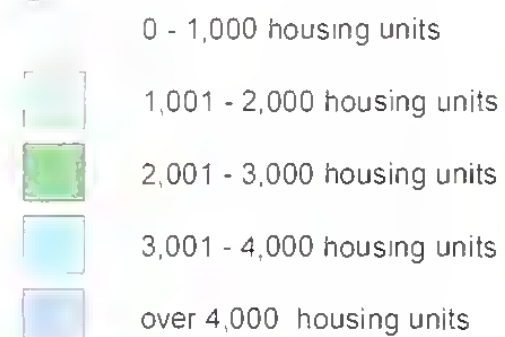 0 - 1,000 housing units
1,001 - 2,000 housing units
2,001 - 3,000 housing units
3,001 - 4,000 housing units
over 4,000 housing units